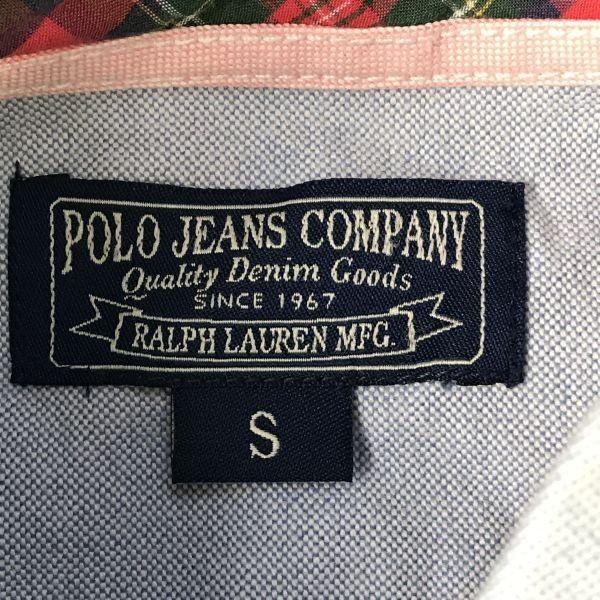 POLO JEANS COMPANY
Quality Denim Goods
SINCE 1967
RALPH LAUREN MFG.
S